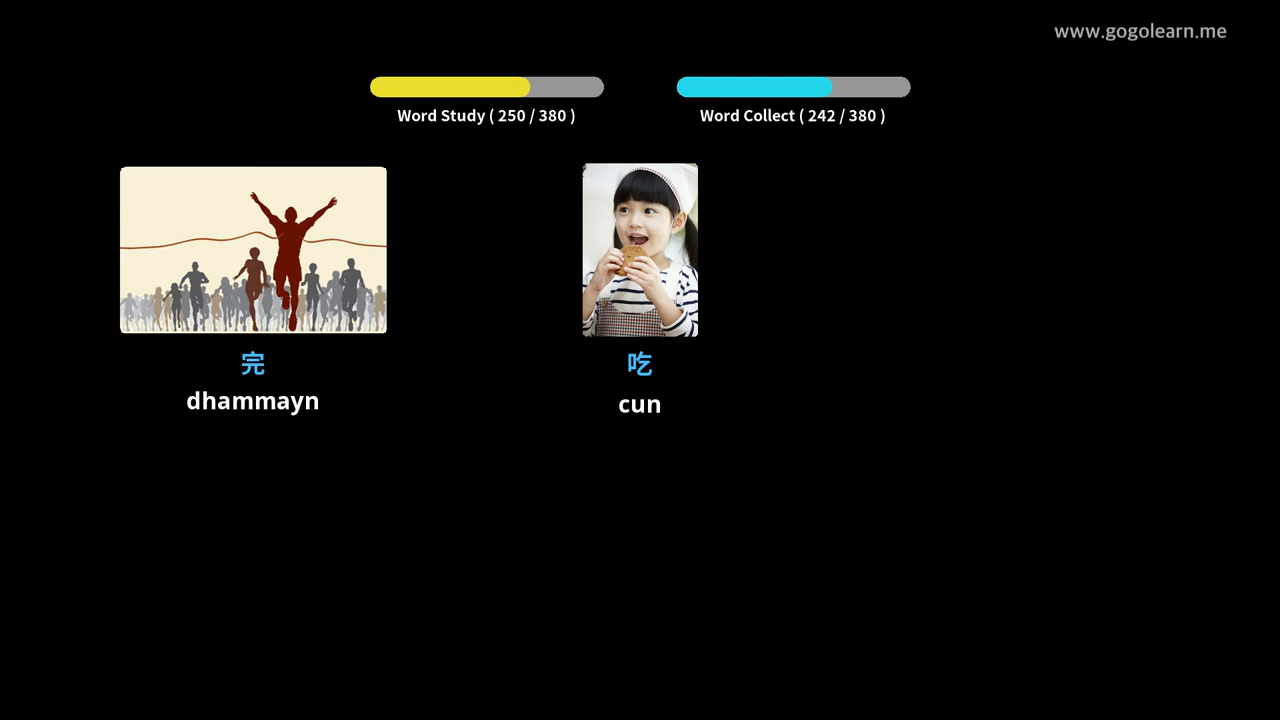 www.gogolearn.me
Word Study ( 250 / 380 )
Word Collect ( 242 / 380 )
完
dhammayn
吃
cun